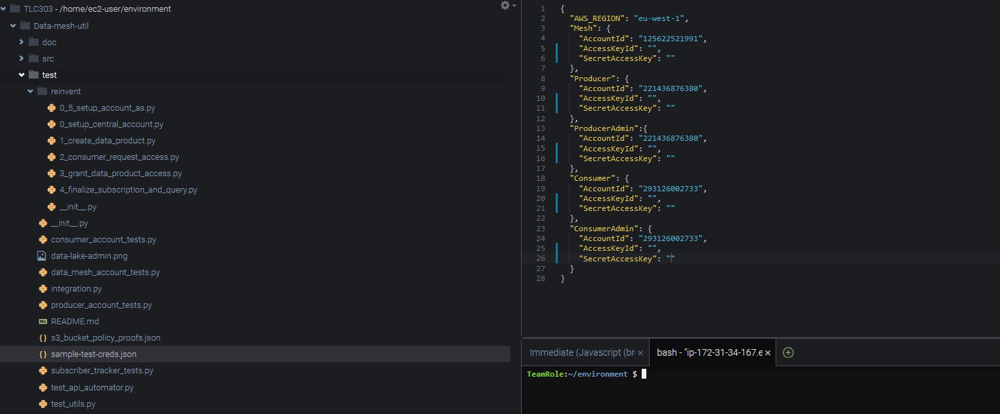 TLC303 - /home/ec2-user/environment
Data-mesh-util
doc
src
test
reinvent
0_5_setup_account_as.py
0_setup_central_account.py
1_create_data_product.py
2_consumer_request_access.py
3_grant_data_product_access.py
4_finalize_subscription_and_query.py
__init__.py
__init__.py
consumer_account_tests.py
data-lake-admin.png
data_mesh_account_tests.py
integration.py
producer_account_tests.py
README.md
{} s3_bucket_policy_proofs.json
{} sample-test-creds.json
subscriber_tracker_tests.py
test_api_automator.py
test_utils.py
1 {
2 "AWS_REGION": "eu-west-1",
3 "Mesh": {
4 "AccountId": "125622521991",
5 "AccessKeyId": "",
6 "SecretAccessKey": ""
7 },
8 "Producer": {
9 "AccountId": "221436876380",
10 "AccessKeyId": "",
11 "SecretAccessKey": ""
12 },
13 "ProducerAdmin":{
14 "AccountId": "221436876380",
15 "AccessKeyId": "",
16 "SecretAccessKey": ""
17 },
18 "Consumer": {
19 "AccountId": "293126002733",
20 "AccessKeyId": "",
21 "SecretAccessKey": ""
22 },
23 "ConsumerAdmin": {
24 "AccountId": "293126002733",
25 "AccessKeyId": "",
26 "SecretAccessKey": ""
27 }
28 }
Immediate (Javascript (br × bash - "ip-172-31-34-167.e ×
TeamRole:~/environment $